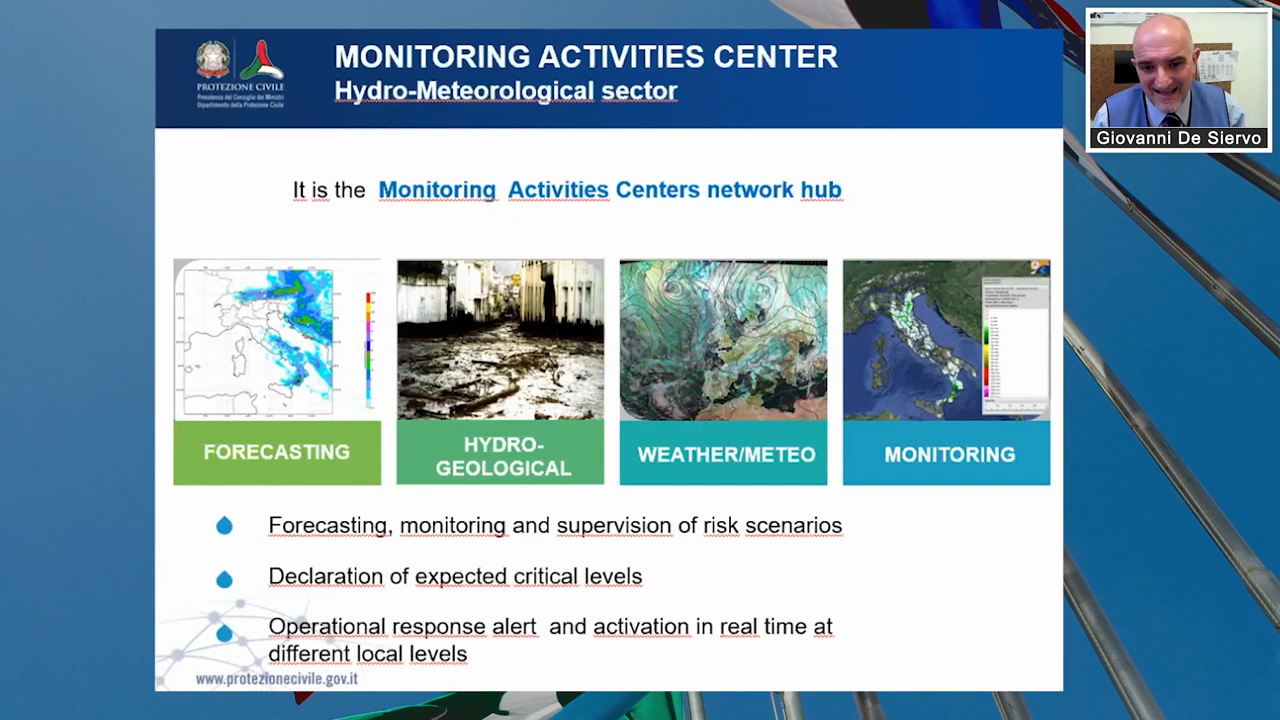 MONITORING ACTIVITIES CENTER
Hydro-Meteorological sector
PROTEZIONE CIVILE
Presidenza del Consiglio dei Ministri
Dipartimento della Protezione Civile
Giovanni De Siervo
It is the Monitoring Activities Centers network hub
FORECASTING
HYDRO-
GEOLOGICAL
WEATHER/METEO
MONITORING
Forecasting, monitoring and supervision of risk scenarios
Declaration of expected critical levels
Operational response alert and activation in real time at
different local levels
www.protezionecivile.gov.it